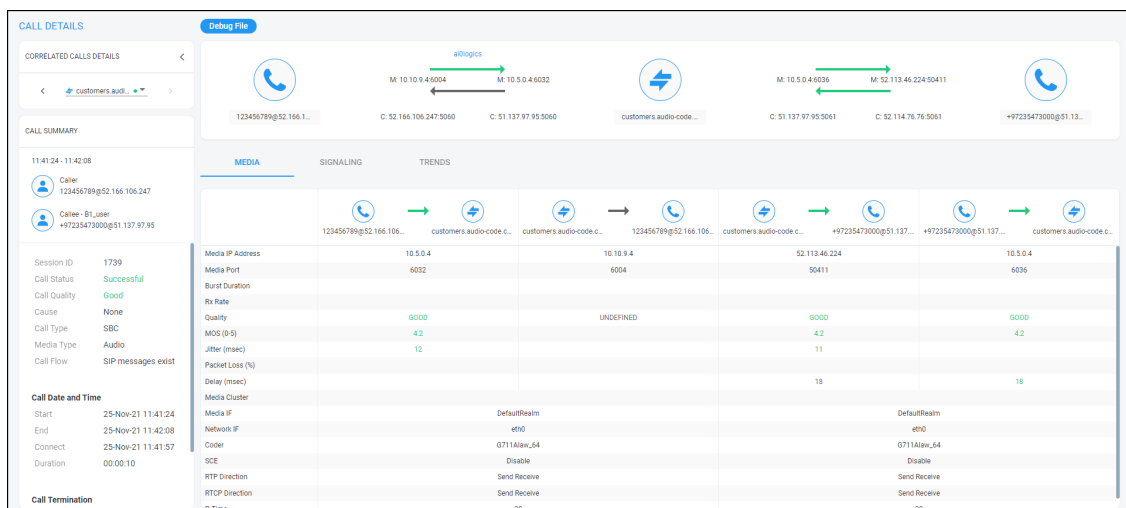 CALL DETAILS
Debug File
CORRELATED CALLS DETAILS
customers.audi...
CALL SUMMARY
11:41:24 - 11:42:08
Caller
123456789@52.166.106.247
Callee - B1_user
+97235473000@51.137.97.95
Session ID 1739
Call Status Successful
Call Quality Good
Cause None
Call Type SBC
Media Type Audio
Call Flow SIP messages exist
Call Date and Time
Start 25-Nov-21 11:41:24
End 25-Nov-21 11:42:08
Connect 25-Nov-21 11:41:57
Duration 00:00:10
Call Termination
M: 10.10.9.4:6004 M: 10.5.0.4:6032 M: 10.5.0.4:6036 M: 52.113.46.224:50411
123456789@52.166.1... C: 52.166.106.247:5060 C: 51.137.97.95:5060 customers.audio-code... C: 51.137.97.95:5061 C: 52.114.76.76:5061 +97235473000@51.13...
MEDIA SIGNALING TRENDS
123456789@52.166.106... customers.audio-code.c... customers.audio-code.c... 123456789@52.166.106... customers.audio-code.c... +97235473000@51.137.... +97235473000@51.137.... customers.audio-code.c...
Media IP Address 10.5.0.4 10.10.9.4 52.113.46.224 10.5.0.4
Media Port 6032 6004 50411 6036
Burst Duration
Rx Rate
Quality GOOD UNDEFINED GOOD GOOD
MOS (0-5) 4.2 4.2 4.2
Jitter (msec) 12 11
Packet Loss (%)
Delay (msec) 18 18
Media Cluster
Media IF DefaultRealm DefaultRealm
Network IF eth0 eth0
Coder G711Alaw_64 G711Alaw_64
SCE Disable Disable
RTP Direction Send Receive Send Receive
RTCP Direction Send Receive Send Receive